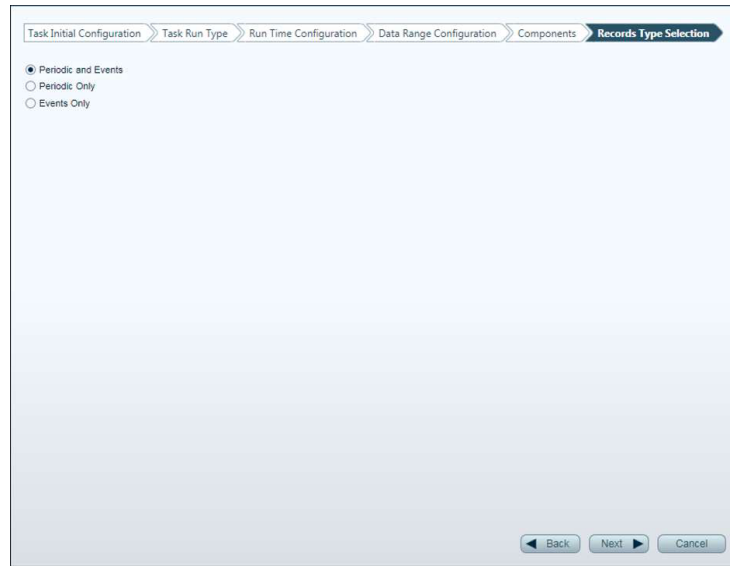 Task Initial Configuration Task Run Type Run Time Configuration Data Range Configuration Components Records Type Selection
Periodic and Events
Periodic Only
Events Only
Back Next Cancel